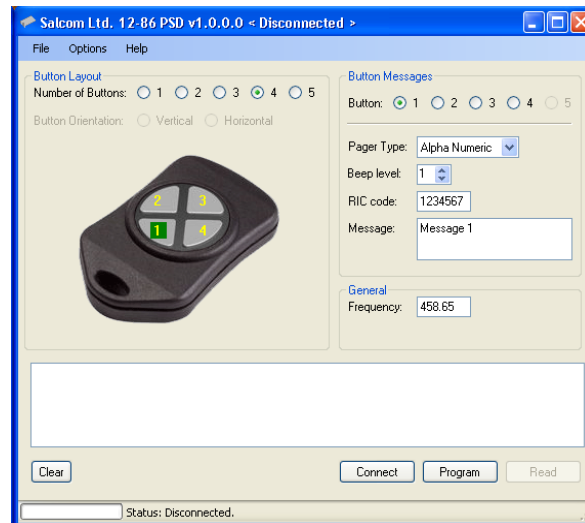 Salcom Ltd. 12-86 PSD v1.0.0.0 < Disconnected >
File Options Help
Button Layout
Number of Buttons: 1 2 3 4 5
Button Orientation: Vertical Horizontal
2 3
1 4
Button Messages
Button: 1 2 3 4 5
Pager Type: Alpha Numeric
Beep level: 1
RIC code: 1234567
Message: Message 1
General
Frequency: 458.65
Clear Connect Program Read
Status: Disconnected.